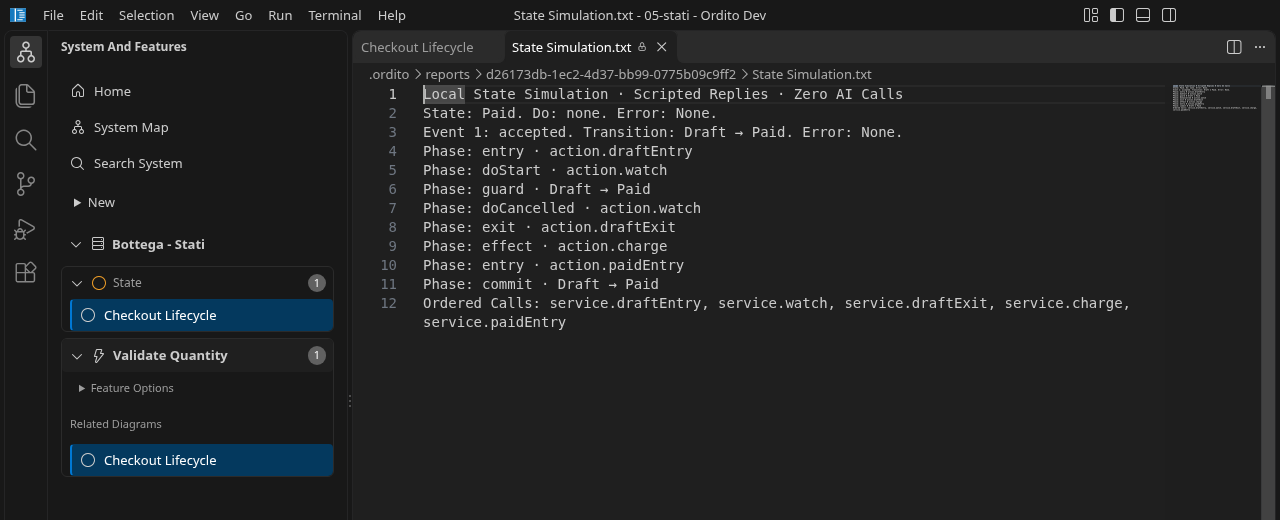 File Edit Selection View Go Run Terminal Help State Simulation.txt - 05-stati - Ordito Dev
System And Features
Home
System Map
Search System
New
Bottega - Stati
State 1
Checkout Lifecycle
Validate Quantity 1
Feature Options
Related Diagrams
Checkout Lifecycle
Checkout Lifecycle State Simulation.txt
.ordito > reports > d26173db-1ec2-4d37-bb99-0775b09c9ff2 > State Simulation.txt
1 Local State Simulation · Scripted Replies · Zero AI Calls
2 State: Paid. Do: none. Error: None.
3 Event 1: accepted. Transition: Draft → Paid. Error: None.
4 Phase: entry · action.draftEntry
5 Phase: doStart · action.watch
6 Phase: guard · Draft → Paid
7 Phase: doCancelled · action.watch
8 Phase: exit · action.draftExit
9 Phase: effect · action.charge
10 Phase: entry · action.paidEntry
11 Phase: commit · Draft → Paid
12 Ordered Calls: service.draftEntry, service.watch, service.draftExit, service.charge,
service.paidEntry